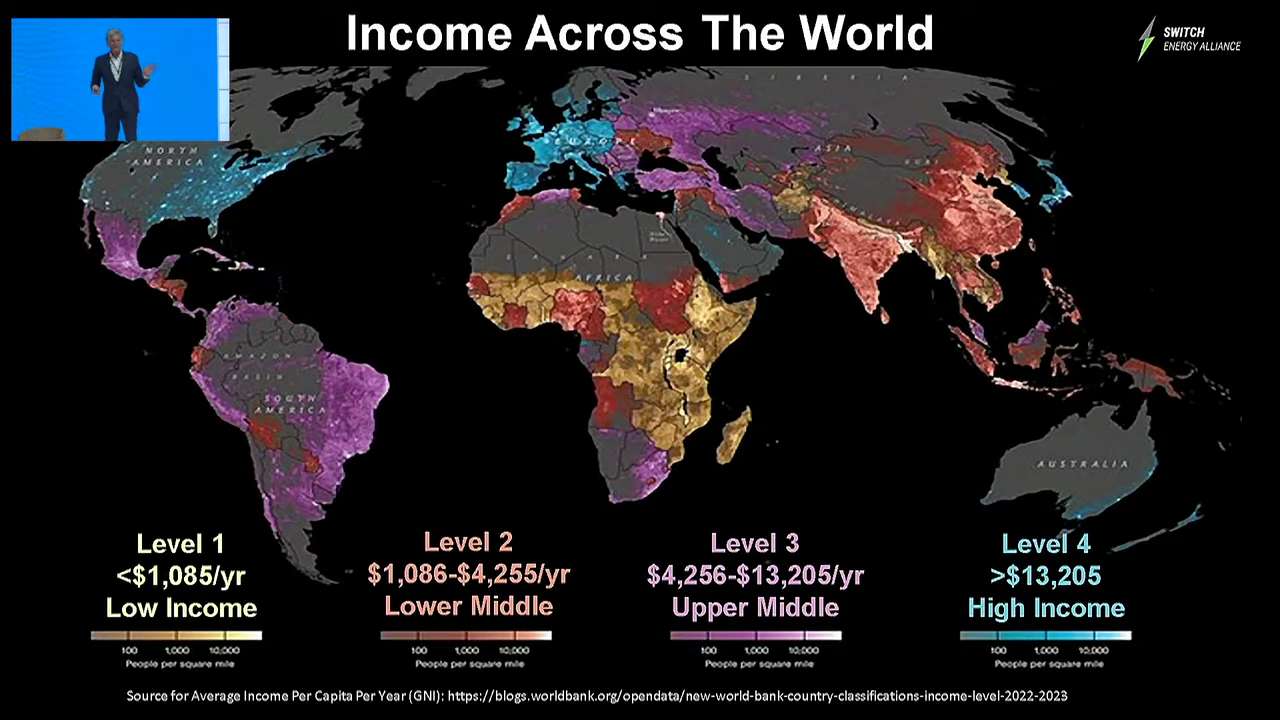 Income Across The World
SWITCH
ENERGY ALLIANCE
SIBERIA
NORTH
AMERICA
EUROPE
ASIA
SAHARA
AFRICA
AMAZON
BASIN
SOUTH
AMERICA
AUSTRALIA
Level 1
<$1,085/yr
Low Income
100 1,000 10,000
People per square mile
Level 2
$1,086-$4,255/yr
Lower Middle
100 1,000 10,000
People per square mile
Level 3
$4,256-$13,205/yr
Upper Middle
100 1,000 10,000
People per square mile
Level 4
>$13,205
High Income
100 1,000 10,000
People per square mile
Source for Average Income Per Capita Per Year (GNI): https://blogs.worldbank.org/opendata/new-world-bank-country-classifications-income-level-2022-2023